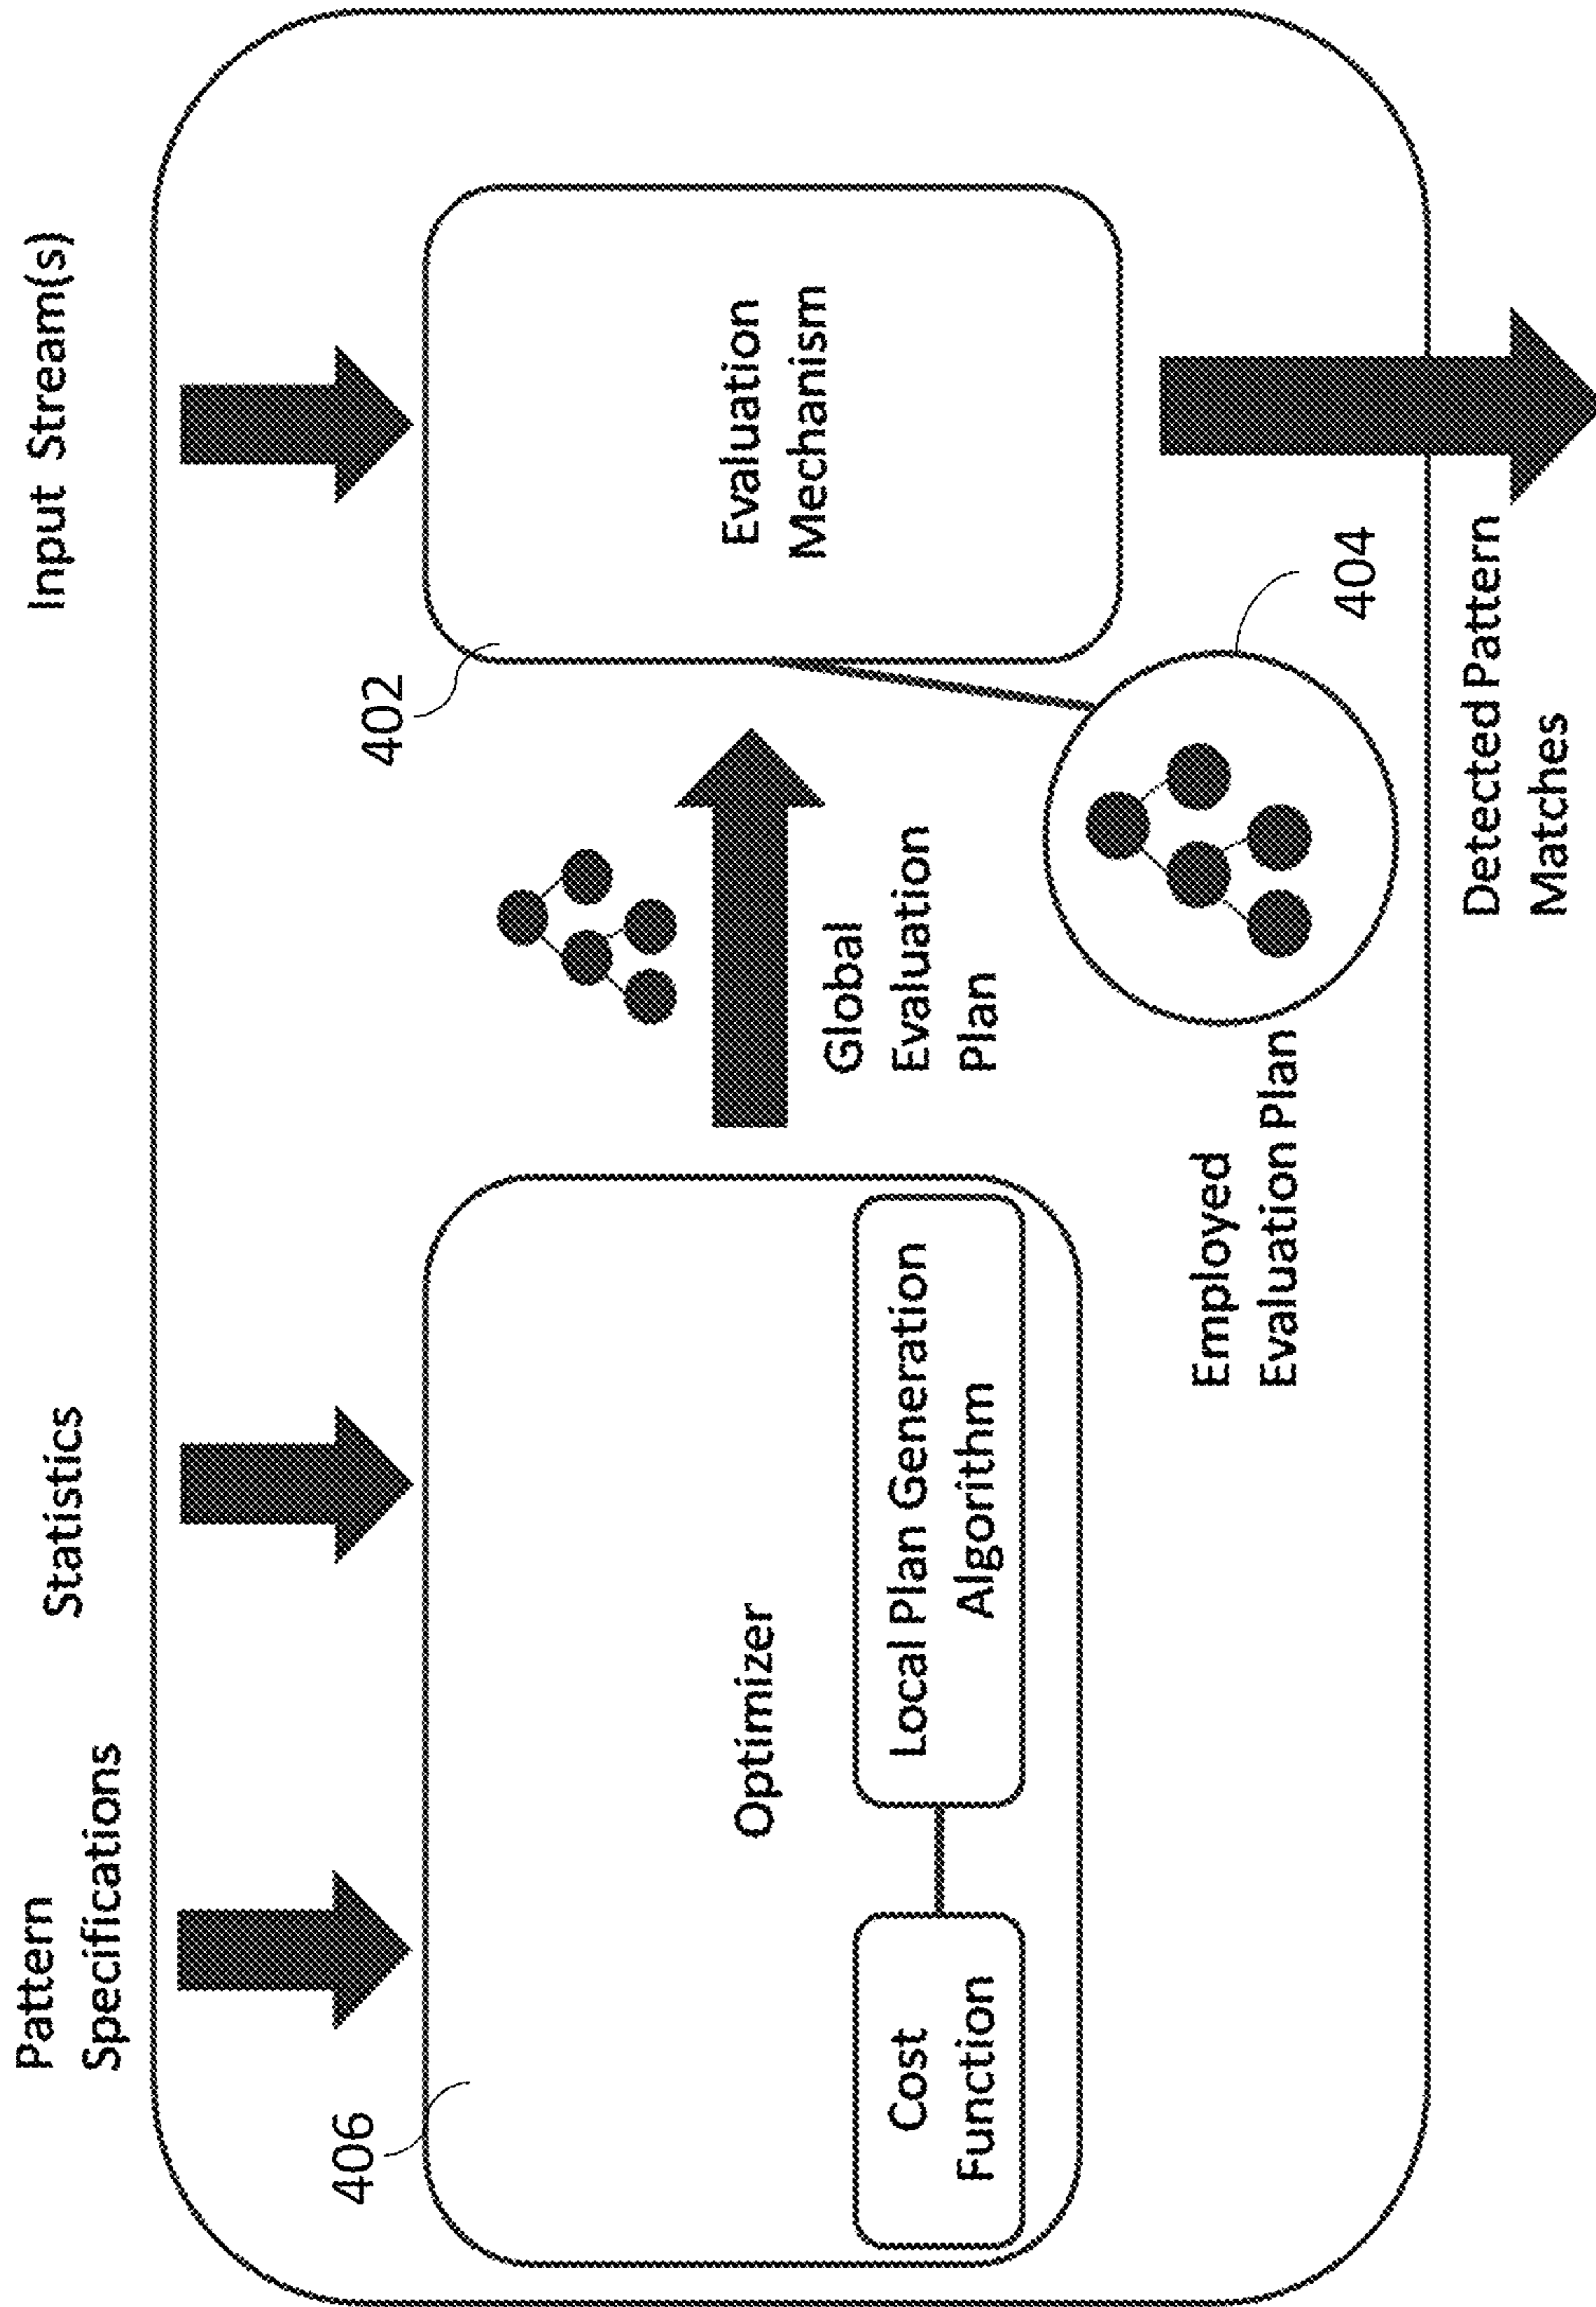 Pattern
Specifications
Statistics
Input Stream(s)
406
402
Optimizer
Evaluation
Mechanism
Cost
Function
Local Plan Generation
Algorithm
Global
Evaluation
Plan
Employed
Evaluation Plan
404
Detected Pattern
Matches